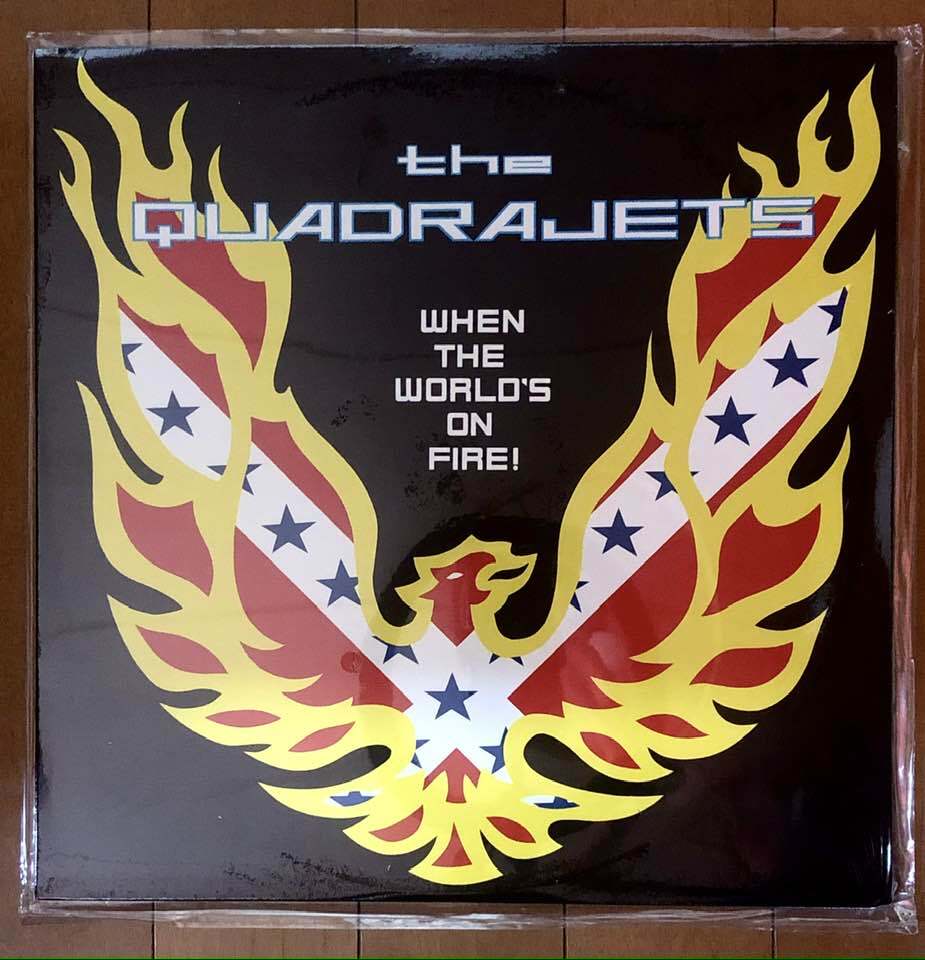 the
QUADRAJETS
WHEN
THE
WORLD'S
ON
FIRE!